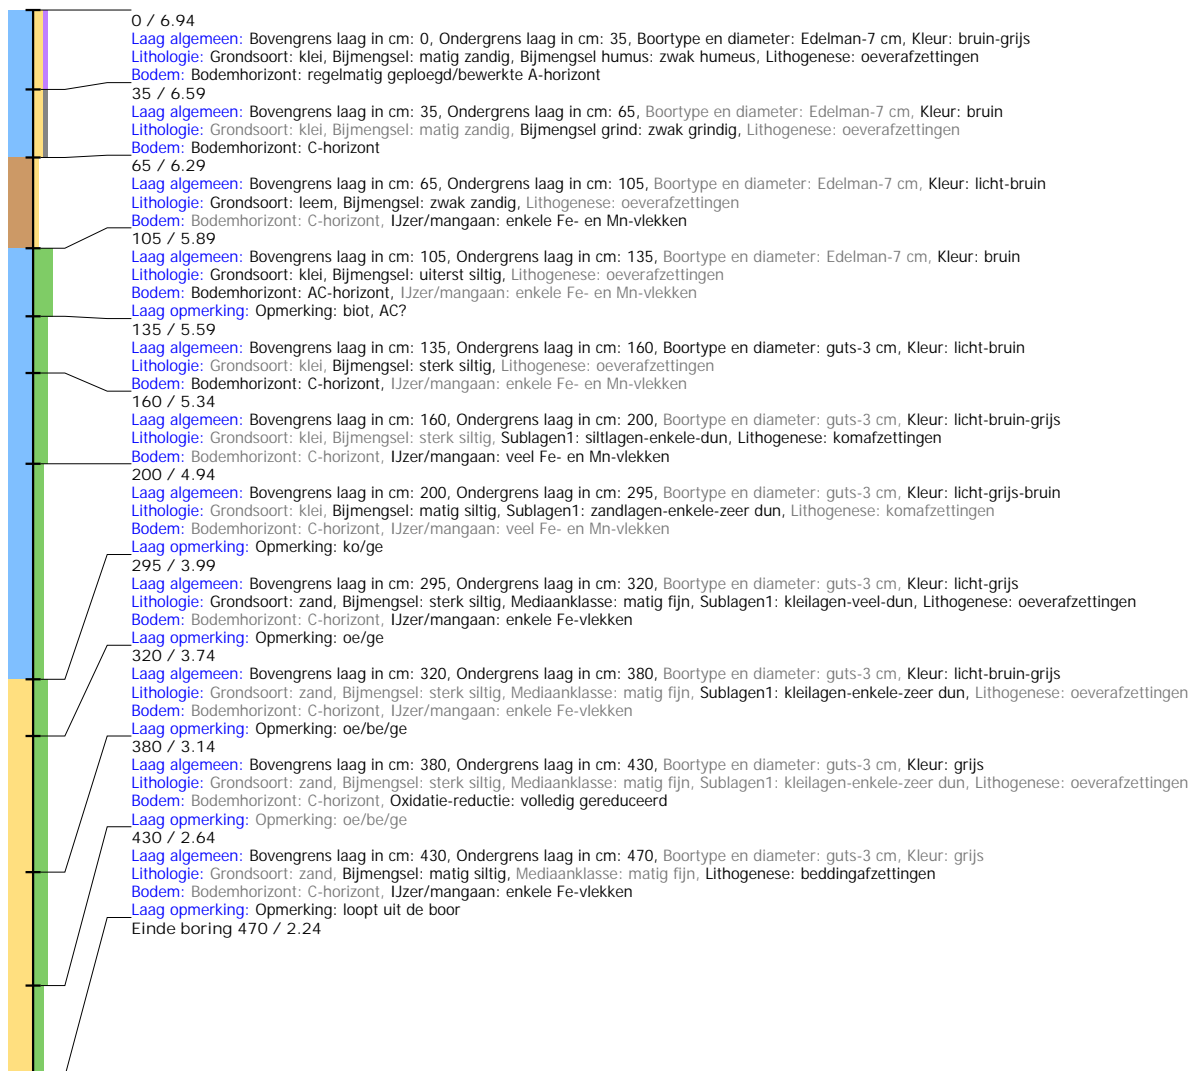 0 / 6.94
Laag algemeen: Bovengrens laag in cm: 0, Ondergrens laag in cm: 35, Boortype en diameter: Edelman-7 cm, Kleur: bruin-grijs
Lithologie: Grondsoort: klei, Bijmengsel: matig zandig, Bijmengsel humus: zwak humeus, Lithogenese: oeverafzettingen
Bodem: Bodemhorizont: regelmatig geploegd/bewerkte A-horizont
35 / 6.59
Laag algemeen: Bovengrens laag in cm: 35, Ondergrens laag in cm: 65, Boortype en diameter: Edelman-7 cm, Kleur: bruin
Lithologie: Grondsoort: klei, Bijmengsel: matig zandig, Bijmengsel grind: zwak grindig, Lithogenese: oeverafzettingen
Bodem: Bodemhorizont: C-horizont
65 / 6.29
Laag algemeen: Bovengrens laag in cm: 65, Ondergrens laag in cm: 105, Boortype en diameter: Edelman-7 cm, Kleur: licht-bruin
Lithologie: Grondsoort: leem, Bijmengsel: zwak zandig, Lithogenese: oeverafzettingen
Bodem: Bodemhorizont: C-horizont, IJzer/mangaan: enkele Fe- en Mn-vlekken
105 / 5.89
Laag algemeen: Bovengrens laag in cm: 105, Ondergrens laag in cm: 135, Boortype en diameter: Edelman-7 cm, Kleur: bruin
Lithologie: Grondsoort: klei, Bijmengsel: uiterst siltig, Lithogenese: oeverafzettingen
Bodem: Bodemhorizont: AC-horizont, IJzer/mangaan: enkele Fe- en Mn-vlekken
Laag opmerking: Opmerking: biot, AC?
135 / 5.59
Laag algemeen: Bovengrens laag in cm: 135, Ondergrens laag in cm: 160, Boortype en diameter: guts-3 cm, Kleur: licht-bruin
Lithologie: Grondsoort: klei, Bijmengsel: sterk siltig, Lithogenese: oeverafzettingen
Bodem: Bodemhorizont: C-horizont, IJzer/mangaan: enkele Fe- en Mn-vlekken
160 / 5.34
Laag algemeen: Bovengrens laag in cm: 160, Ondergrens laag in cm: 200, Boortype en diameter: guts-3 cm, Kleur: licht-bruin-grijs
Lithologie: Grondsoort: klei, Bijmengsel: sterk siltig, Sublagen1: siltlagen-enkele-dun, Lithogenese: komafzettingen
Bodem: Bodemhorizont: C-horizont, IJzer/mangaan: veel Fe- en Mn-vlekken
200 / 4.94
Laag algemeen: Bovengrens laag in cm: 200, Ondergrens laag in cm: 295, Boortype en diameter: guts-3 cm, Kleur: licht-grijs-bruin
Lithologie: Grondsoort: klei, Bijmengsel: matig siltig, Sublagen1: zandlagen-enkele-zeer dun, Lithogenese: komafzettingen
Bodem: Bodemhorizont: C-horizont, IJzer/mangaan: veel Fe- en Mn-vlekken
Laag opmerking: Opmerking: ko/ge
295 / 3.99
Laag algemeen: Bovengrens laag in cm: 295, Ondergrens laag in cm: 320, Boortype en diameter: guts-3 cm, Kleur: licht-grijs
Lithologie: Grondsoort: zand, Bijmengsel: sterk siltig, Mediaanklasse: matig fijn, Sublagen1: kleilagen-veel-dun, Lithogenese: oeverafzettingen
Bodem: Bodemhorizont: C-horizont, IJzer/mangaan: enkele Fe-vlekken
Laag opmerking: Opmerking: oe/ge
320 / 3.74
Laag algemeen: Bovengrens laag in cm: 320, Ondergrens laag in cm: 380, Boortype en diameter: guts-3 cm, Kleur: licht-bruin-grijs
Lithologie: Grondsoort: zand, Bijmengsel: sterk siltig, Mediaanklasse: matig fijn, Sublagen1: kleilagen-enkele-zeer dun, Lithogenese: oeverafzettingen
Bodem: Bodemhorizont: C-horizont, IJzer/mangaan: enkele Fe-vlekken
Laag opmerking: Opmerking: oe/be/ge
380 / 3.14
Laag algemeen: Bovengrens laag in cm: 380, Ondergrens laag in cm: 430, Boortype en diameter: guts-3 cm, Kleur: grijs
Lithologie: Grondsoort: zand, Bijmengsel: sterk siltig, Mediaanklasse: matig fijn, Sublagen1: kleilagen-enkele-zeer dun, Lithogenese: oeverafzettingen
Bodem: Bodemhorizont: C-horizont, Oxidatie-reductie: volledig gereduceerd
Laag opmerking: Opmerking: oe/be/ge
430 / 2.64
Laag algemeen: Bovengrens laag in cm: 430, Ondergrens laag in cm: 470, Boortype en diameter: guts-3 cm, Kleur: grijs
Lithologie: Grondsoort: zand, Bijmengsel: matig siltig, Mediaanklasse: matig fijn, Lithogenese: beddingafzettingen
Bodem: Bodemhorizont: C-horizont, IJzer/mangaan: enkele Fe-vlekken
Laag opmerking: Opmerking: loopt uit de boor
Einde boring 470 / 2.24